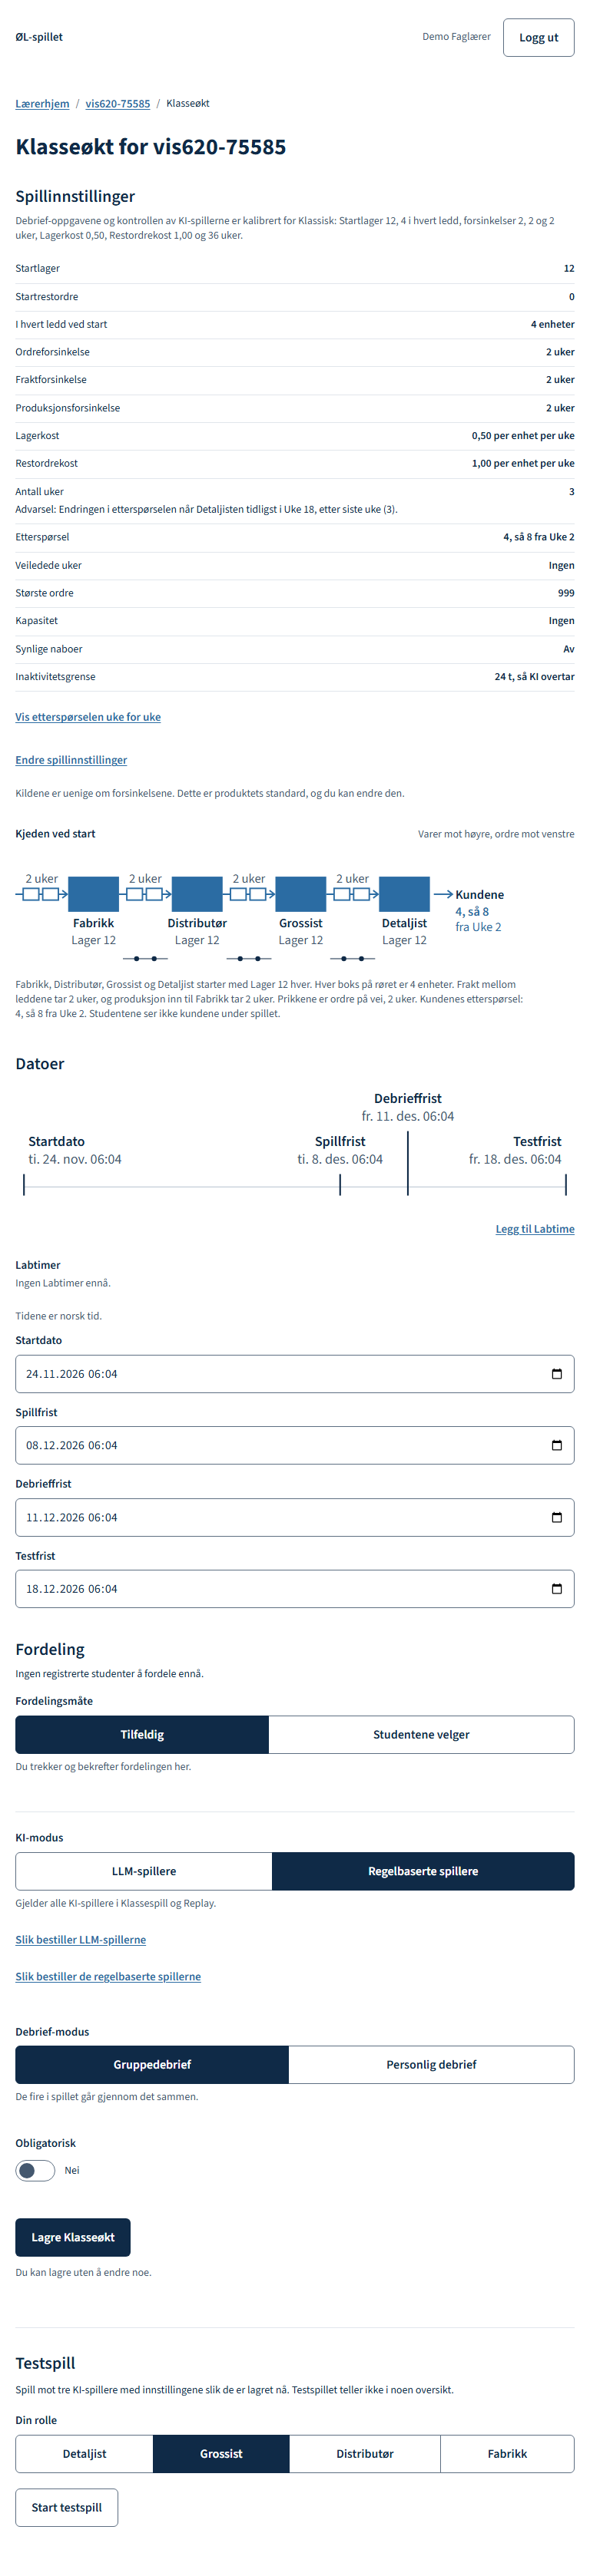 ØL-spillet
Demo Faglærer
Logg ut
Lærerhjem / vis620-75585 / Klasseøkt
Klasseøkt for vis620-75585
Spillinnstillinger
Debrief-oppgavene og kontrollen av KI-spillerne er kalibrert for Klassisk: Startlager 12, 4 i hvert ledd, forsinkelser 2, 2 og 2
uker, Lagerkost 0,50, Restordrekost 1,00 og 36 uker.
Startlager 12
Startrestordre 0
I hvert ledd ved start 4 enheter
Ordreforsinkelse 2 uker
Fraktforsinkelse 2 uker
Produksjonsforsinkelse 2 uker
Lagerkost 0,50 per enhet per uke
Restordrekost 1,00 per enhet per uke
Antall uker 3
Advarsel: Endringen i etterspørselen når Detaljisten tidligst i Uke 18, etter siste uke (3).
Etterspørsel 4, så 8 fra Uke 2
Veiledede uker Ingen
Største ordre 999
Kapasitet Ingen
Synlige naboer Av
Inaktivitetsgrense 24 t, så KI overtar
Vis etterspørselen uke for uke
Endre spillinnstillinger
Kildene er uenige om forsinkelsene. Dette er produktets standard, og du kan endre den.
Kjeden ved start
Varer mot høyre, ordre mot venstre
2 uker 2 uker 2 uker 2 uker
Kundene
4, så 8
fra Uke 2
Fabrikk Distributør Grossist Detaljist
Lager 12 Lager 12 Lager 12 Lager 12
Fabrikk, Distributør, Grossist og Detaljist starter med Lager 12 hver. Hver boks på røret er 4 enheter. Frakt mellom
leddene tar 2 uker, og produksjon inn til Fabrikk tar 2 uker. Prikkene er ordre på vei, 2 uker. Kundenes etterspørsel:
4, så 8 fra Uke 2. Studentene ser ikke kundene under spillet.
Datoer
Debrieffrist
fr. 11. des. 06:04
Startdato Spillfrist Testfrist
ti. 24. nov. 06:04 ti. 8. des. 06:04 fr. 18. des. 06:04
Legg til Labtime
Labtimer
Ingen Labtimer ennå.
Tidene er norsk tid.
Startdato
24.11.2026 06:04
Spillfrist
08.12.2026 06:04
Debrieffrist
11.12.2026 06:04
Testfrist
18.12.2026 06:04
Fordeling
Ingen registrerte studenter å fordele ennå.
Fordelingsmåte
Tilfeldig Studentene velger
Du trekker og bekrefter fordelingen her.
KI-modus
LLM-spillere Regelbaserte spillere
Gjelder alle KI-spillere i Klassespill og Replay.
Slik bestiller LLM-spillerne
Slik bestiller de regelbaserte spillerne
Debrief-modus
Gruppedebrief Personlig debrief
De fire i spillet går gjennom det sammen.
Obligatorisk
Nei
Lagre Klasseøkt
Du kan lagre uten å endre noe.
Testspill
Spill mot tre KI-spillere med innstillingene slik de er lagret nå. Testspillet teller ikke i noen oversikt.
Din rolle
Detaljist Grossist Distributør Fabrikk
Start testspill